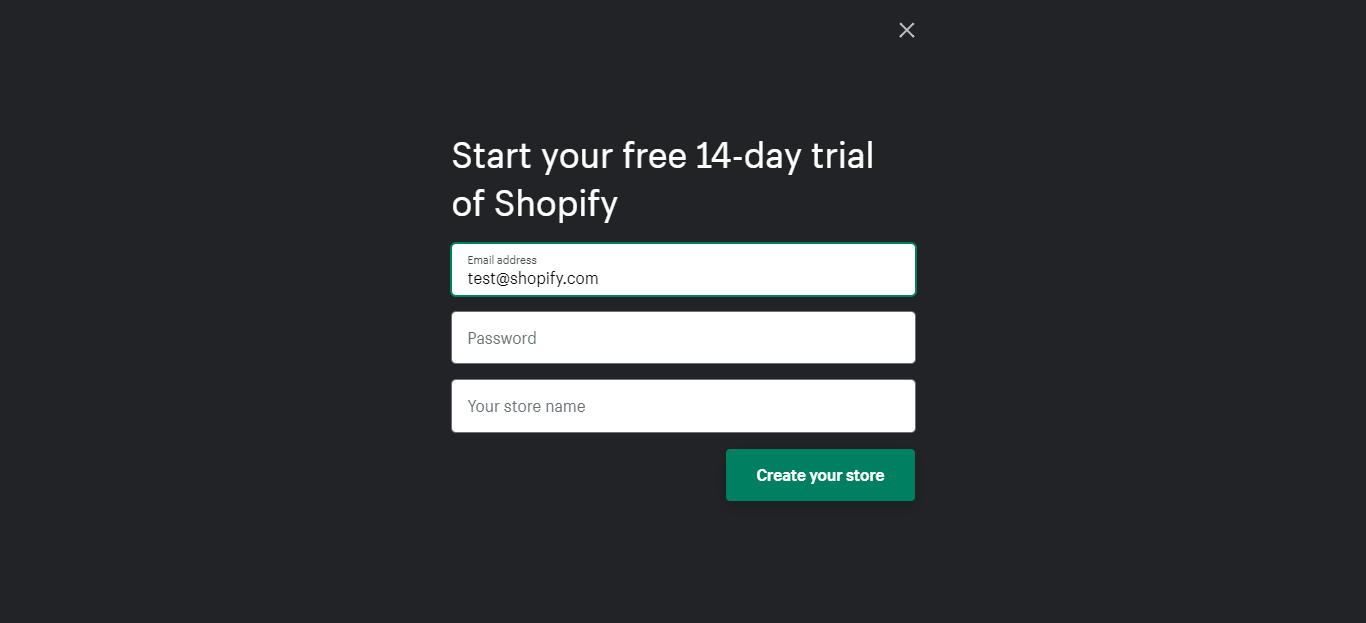 Start your free 14-day trial
of Shopify
Email address
test@shopify.com
Password
Your store name
Create your store